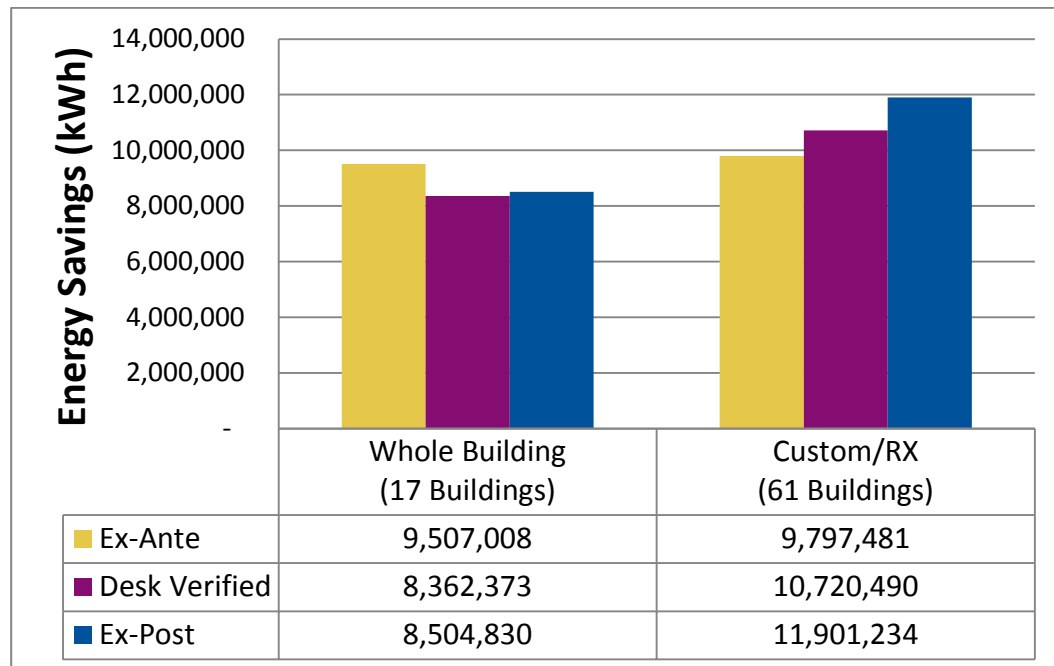 Energy Savings (kWh)
14,000,000
12,000,000
10,000,000
8,000,000
6,000,000
4,000,000
2,000,000
-
Whole Building
(17 Buildings)
Custom/RX
(61 Buildings)
Ex-Ante 9,507,008 9,797,481
Desk Verified 8,362,373 10,720,490
Ex-Post 8,504,830 11,901,234